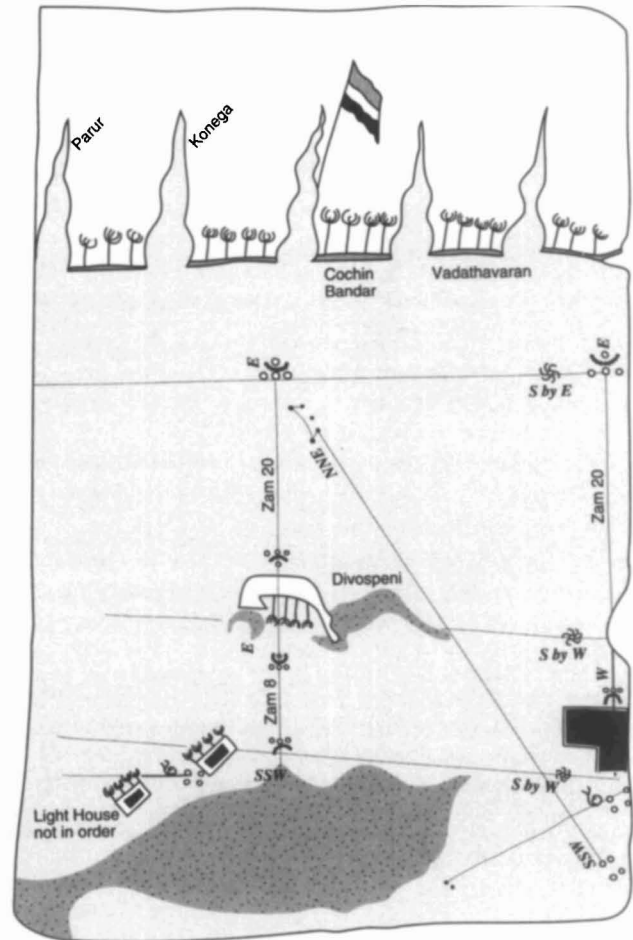 Parur
Konega
Cochin
Bandar
Vadathavaran
E
E
S by E
NNE
Zam 20
Zam 20
Divospeni
E
S by W
W
Zam 8
SSW
S by W
Light House
not in order
SSW